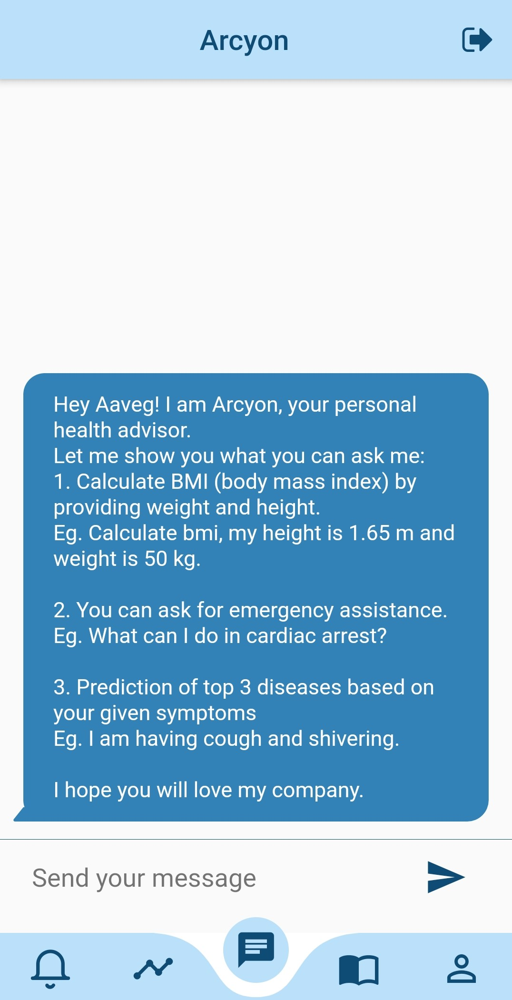 Arcyon
Hey Aaveg! I am Arcyon, your personal
health advisor.
Let me show you what you can ask me:
1. Calculate BMI (body mass index) by
providing weight and height.
Eg. Calculate bmi, my height is 1.65 m and
weight is 50 kg.
2. You can ask for emergency assistance.
Eg. What can I do in cardiac arrest?
3. Prediction of top 3 diseases based on
your given symptoms
Eg. I am having cough and shivering.
I hope you will love my company.
Send your message